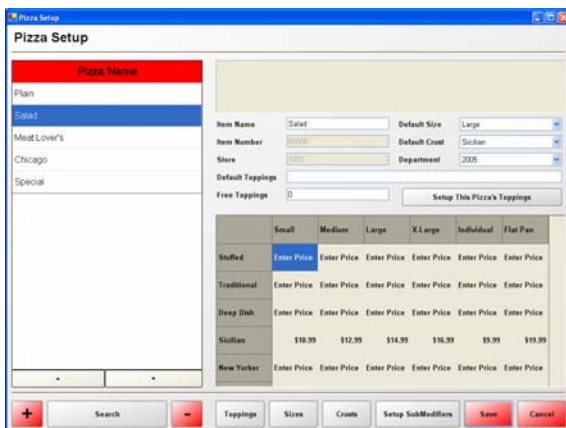 Pizza Setup
Pizza Setup
Pizza Name
Plain
Salad
Meat Lover's
Chicago
Special
Item Name Salad Default Size Large
Item Number Default Crust Sicilian
Store Department 2005
Default Toppings
Free Toppings 0 Setup This Pizza's Toppings
Small Medium Large X-Large Individual Flat Pan
Stuffed Enter Price Enter Price Enter Price Enter Price Enter Price Enter Price
Traditional Enter Price Enter Price Enter Price Enter Price Enter Price Enter Price
Deep Dish Enter Price Enter Price Enter Price Enter Price Enter Price Enter Price
Sicilian $10.99 $12.99 $14.99 $16.99 $9.99 $19.99
New Yorker Enter Price Enter Price Enter Price Enter Price Enter Price Enter Price
+ Search - Toppings Sizes Crusts Setup SubModifiers Save Cancel